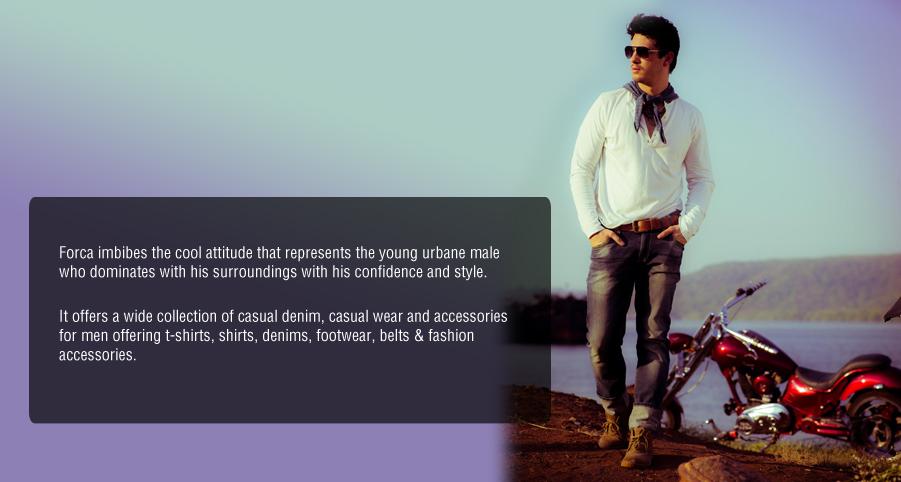 Forca imbibes the cool attitude that represents the young urbane male
who dominates with his surroundings with his confidence and style.
It offers a wide collection of casual denim, casual wear and accessories
for men offering t-shirts, shirts, denims, footwear, belts & fashion
accessories.